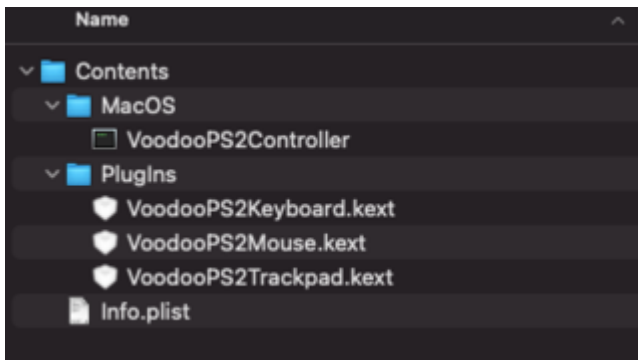 Name
Contents
MacOS
VoodooPS2Controller
PlugIns
VoodooPS2Keyboard.kext
VoodooPS2Mouse.kext
VoodooPS2Trackpad.kext
Info.plist